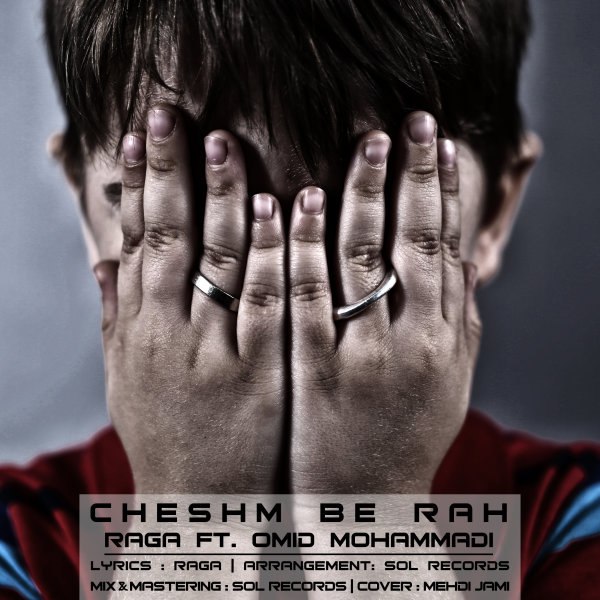 CHESHM BE RAH
RAGA FT. OMID MOHAMMADI
LYRICS : RAGA | ARRANGEMENT: SOL RECORDS
MIX & MASTERING : SOL RECORDS | COVER : MEHDI JAMI